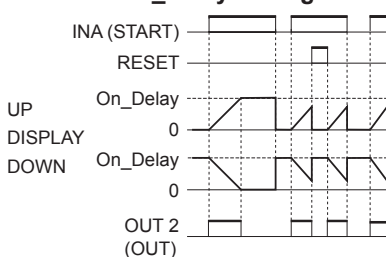 INA (START)
RESET
UP
On_Delay
0
DISPLAY
DOWN
On_Delay
0
OUT 2
(OUT)